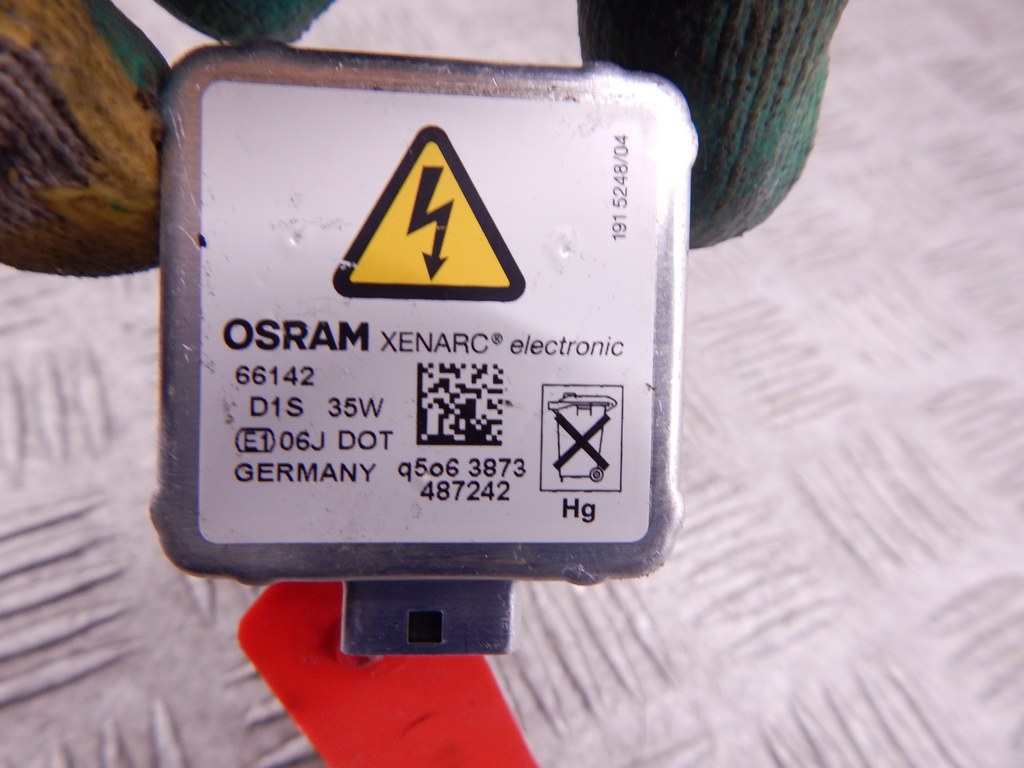 191 5248/04
OSRAM XENARC® electronic
66142
D1S 35W
E1 06J DOT
GERMANY q5o6 3873
487242
Hg